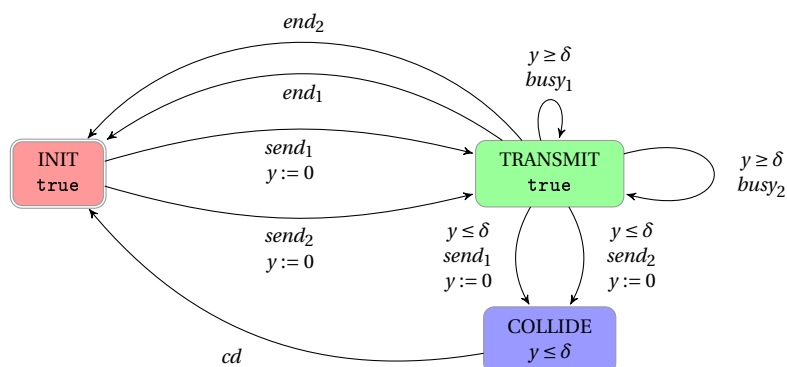 end₂
y ≥ δ
busy₁
end₁
INIT
true
send₁
y := 0
TRANSMIT
true
y ≥ δ
busy₂
send₂
y := 0
y ≤ δ
send₁
y := 0
y ≤ δ
send₂
y := 0
COLLIDE
y ≤ δ
cd